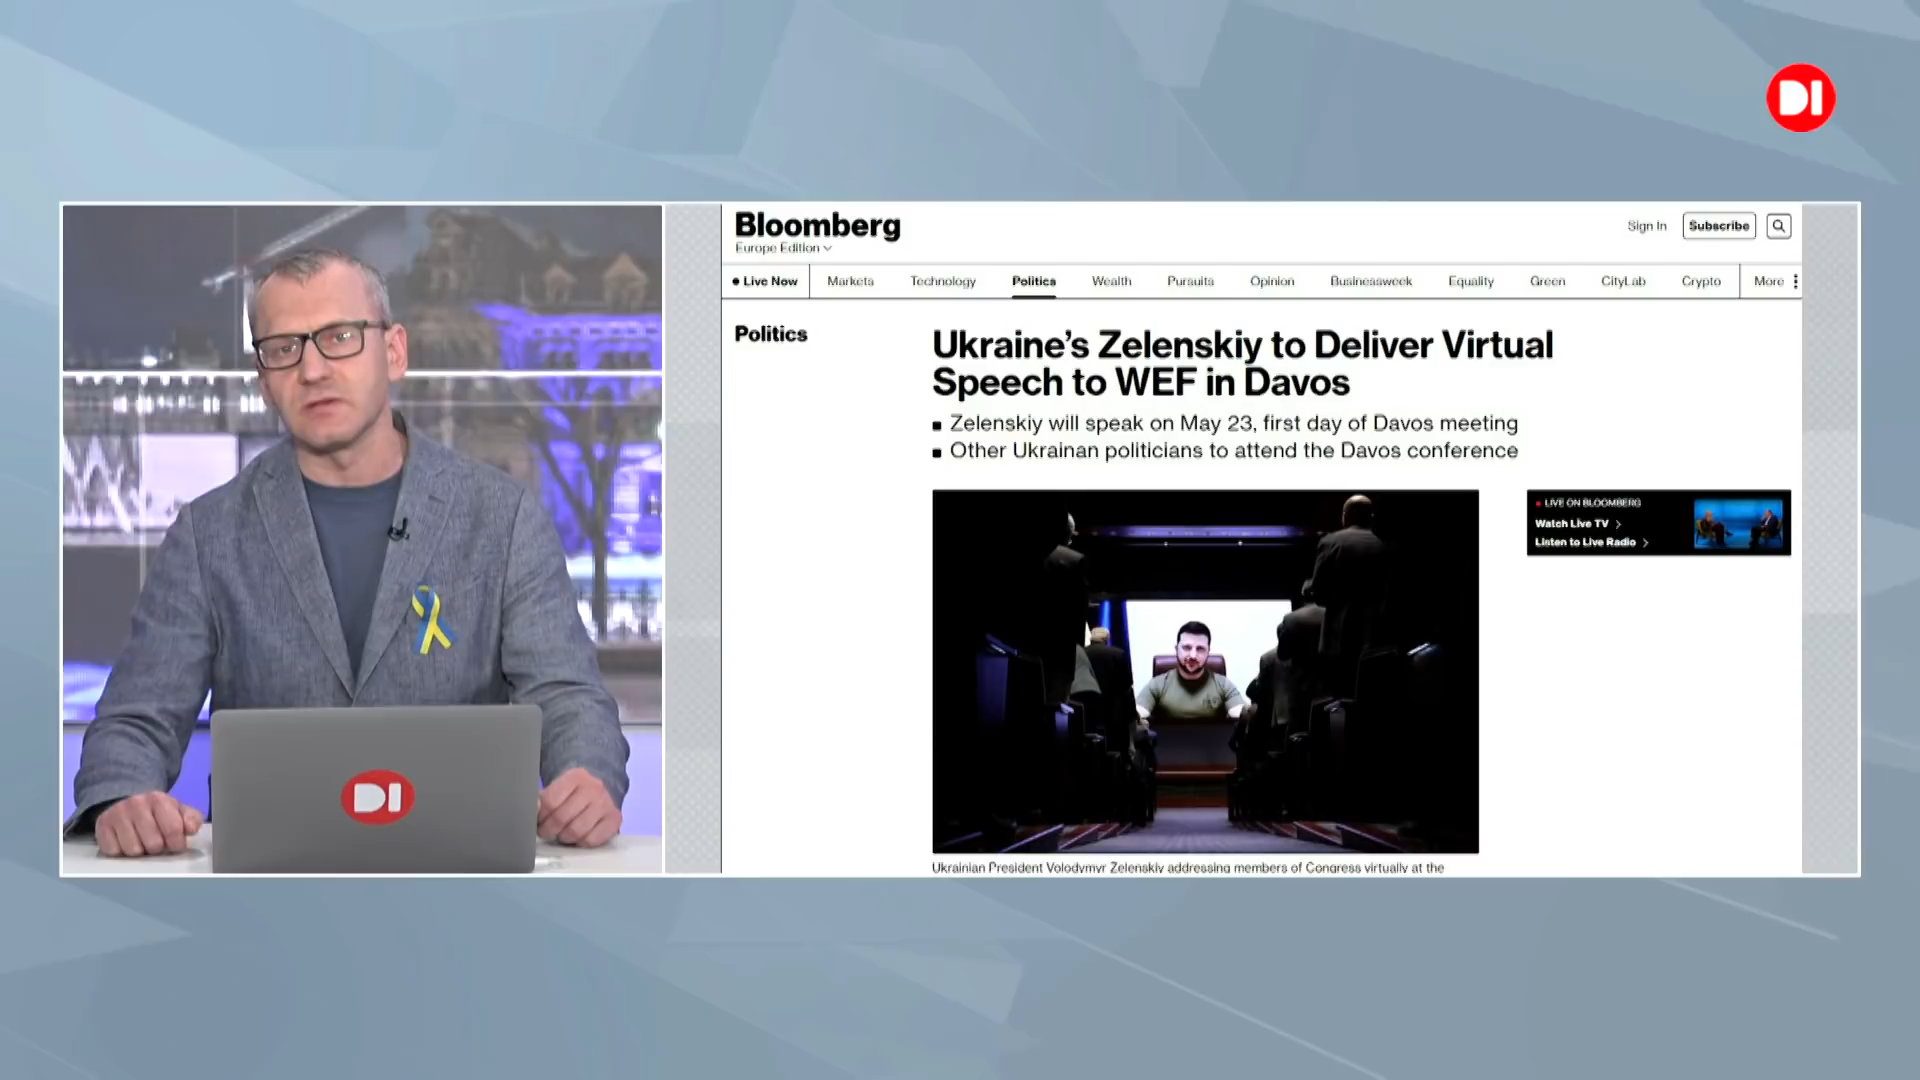 DI
Bloomberg
Europe Edition
Sign In
Subscribe
Live Now
Markets
Technology
Politics
Wealth
Pursuits
Opinion
Businessweek
Equality
Green
CityLab
Crypto
More
Politics
Ukraine's Zelenskiy to Deliver Virtual
Speech to WEF in Davos
Zelenskiy will speak on May 23, first day of Davos meeting
Other Ukrainian politicians to attend the Davos conference
LIVE ON BLOOMBERG
Watch Live TV
Listen to Live Radio
Ukrainian President Volodymyr Zelenskiy addressing members of Congress virtually at the
DI